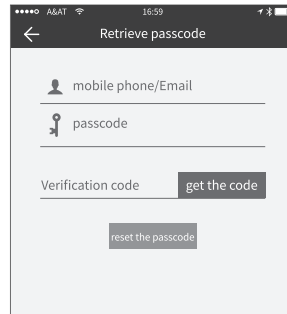 A&AT 16:59
Retrieve passcode
mobile phone/Email
passcode
Verification code get the code
reset the passcode